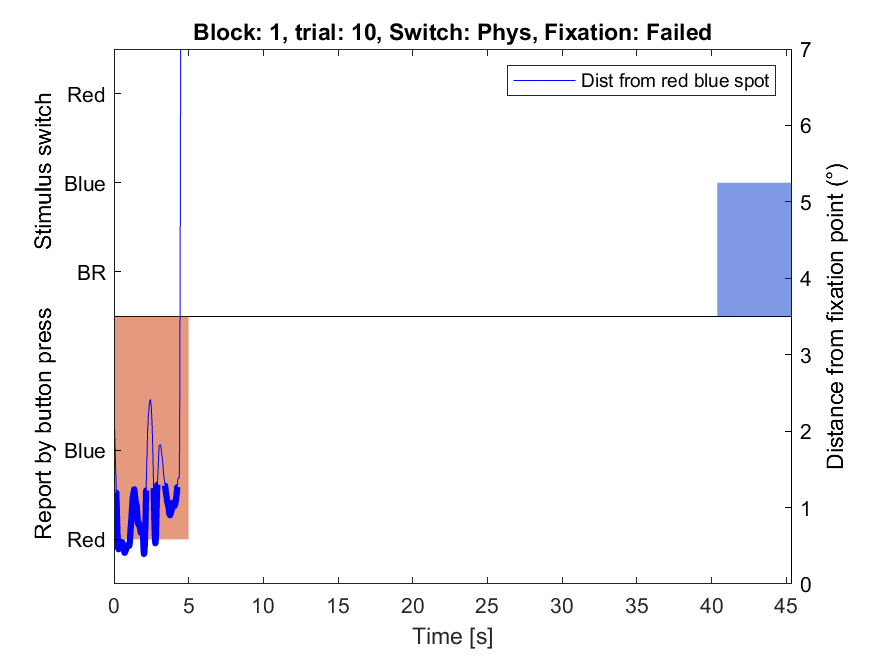 Block: 1, trial: 10, Switch: Phys, Fixation: Failed
Dist from red blue spot
Stimulus switch
Red
Blue
BR
Report by button press
Blue
Red
7
6
5
4
3
2
1
0
Distance from fixation point (°)
0 5 10 15 20 25 30 35 40 45
Time [s]